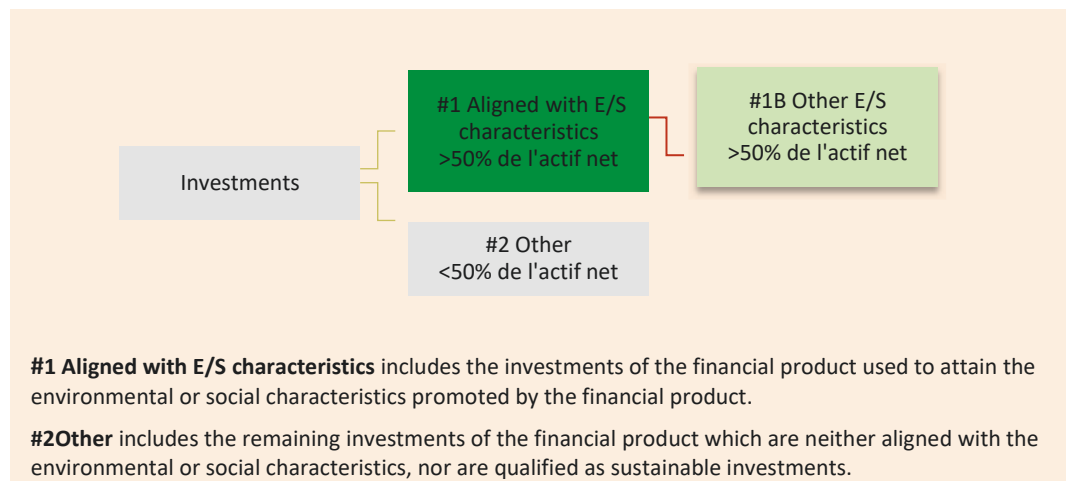 #1 Aligned with E/S
characteristics
>50% de l'actif net
#1B Other E/S
characteristics
>50% de l'actif net
Investments
#2 Other
<50% de l'actif net
#1 Aligned with E/S characteristics includes the investments of the financial product used to attain the
environmental or social characteristics promoted by the financial product.
#2Other includes the remaining investments of the financial product which are neither aligned with the
environmental or social characteristics, nor are qualified as sustainable investments.